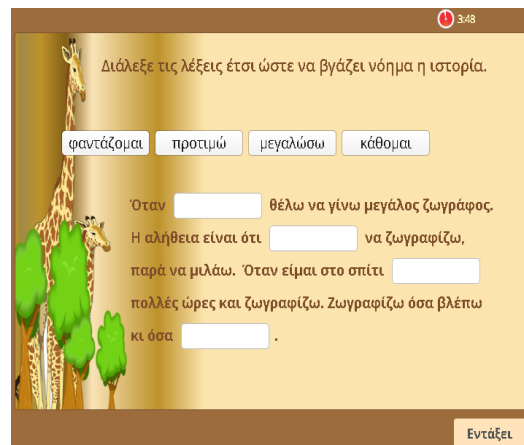 3:48
Διάλεξε τις λέξεις έτσι ώστε να βγάζει νόημα η ιστορία.
φαντάζομαι προτιμώ μεγαλώσω κάθομαι
Όταν θέλω να γίνω μεγάλος ζωγράφος.
Η αλήθεια είναι ότι να ζωγραφίζω,
παρά να μιλάω. Όταν είμαι στο σπίτι
πολλές ώρες και ζωγραφίζω. Ζωγραφίζω όσα βλέπω
κι όσα .
Εντάξει